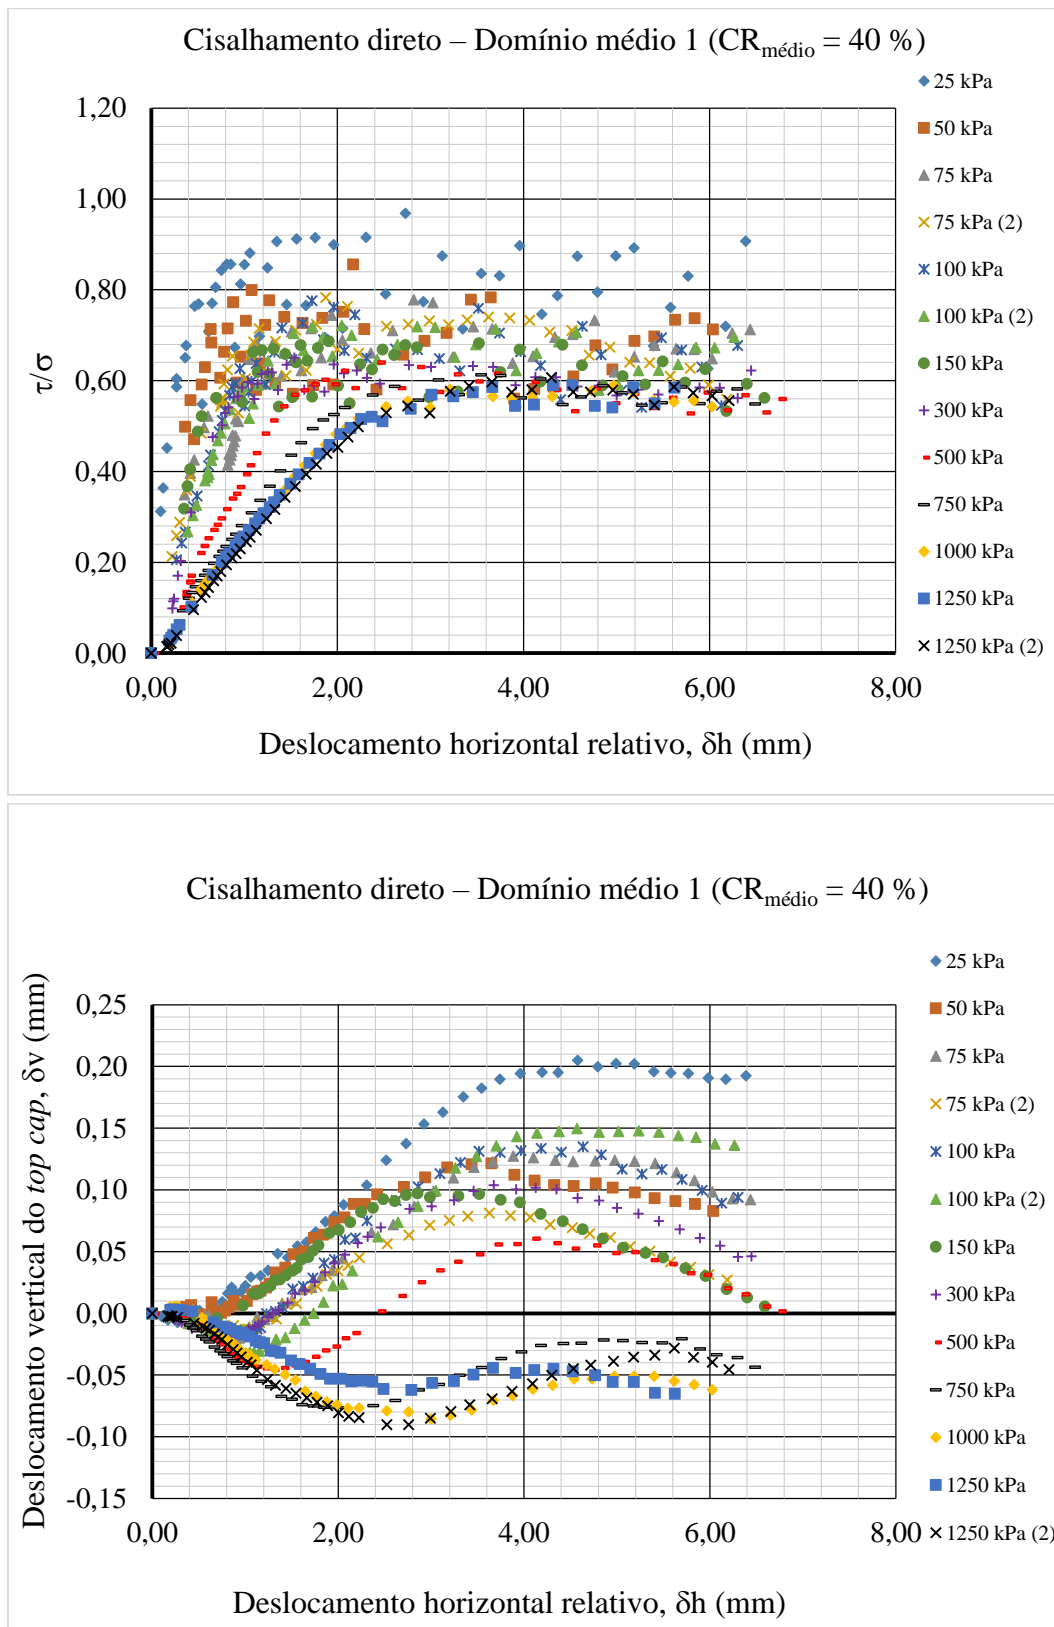 Cisalhamento direto – Domínio médio 1 (CRmédio = 40 %)
1,20
1,00
0,80
0,60
0,40
0,20
0,00
τ/σ
0,00 2,00 4,00 6,00 8,00
Deslocamento horizontal relativo, δh (mm)
25 kPa
50 kPa
75 kPa
75 kPa (2)
100 kPa
100 kPa (2)
150 kPa
300 kPa
500 kPa
750 kPa
1000 kPa
1250 kPa
1250 kPa (2)
Cisalhamento direto – Domínio médio 1 (CRmédio = 40 %)
Deslocamento vertical do top cap, δv (mm)
0,25
0,20
0,15
0,10
0,05
0,00
-0,05
-0,10
-0,15
0,00 2,00 4,00 6,00 8,00
Deslocamento horizontal relativo, δh (mm)
25 kPa
50 kPa
75 kPa
75 kPa (2)
100 kPa
100 kPa (2)
150 kPa
300 kPa
500 kPa
750 kPa
1000 kPa
1250 kPa
1250 kPa (2)